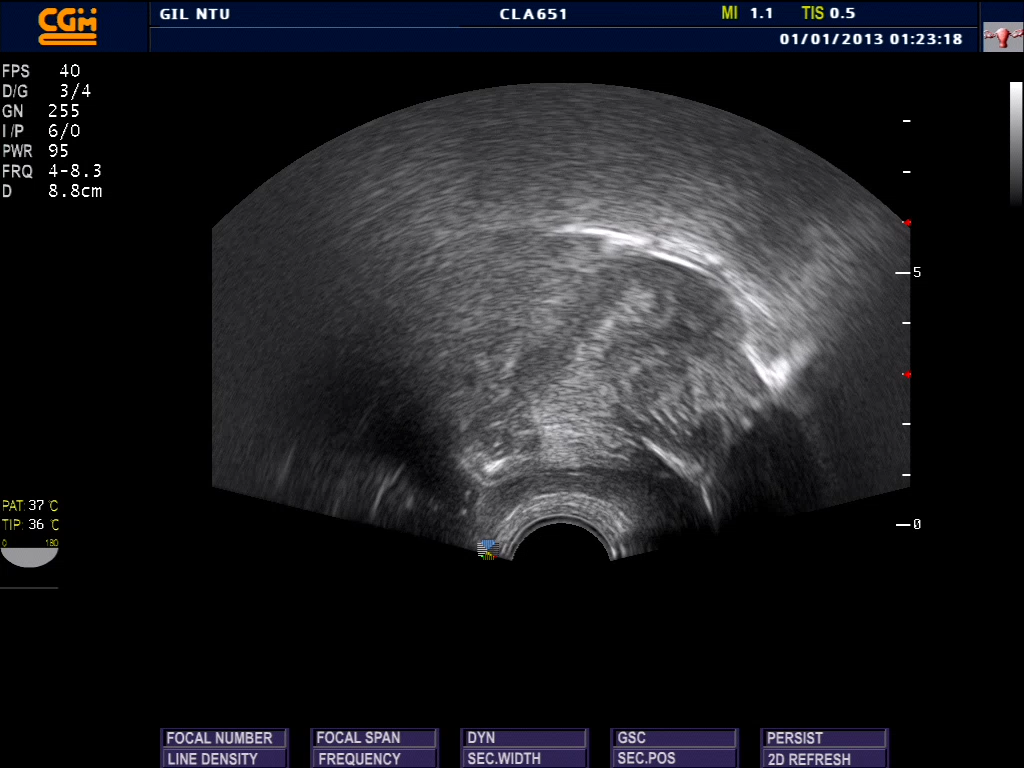 CGM
GIL NTU CLA651 MI 1.1 TIS 0.5
01/01/2013 01:23:18
FPS 40
D/G 3/4
GN 255
I/P 6/0
PWR 95
FRQ 4-8.3
D 8.8cm
5
PAT: 37 °C
TIP: 36 °C
0 180
0
FOCAL NUMBER FOCAL SPAN DYN GSC PERSIST
LINE DENSITY FREQUENCY SEC.WIDTH SEC.POS 2D REFRESH